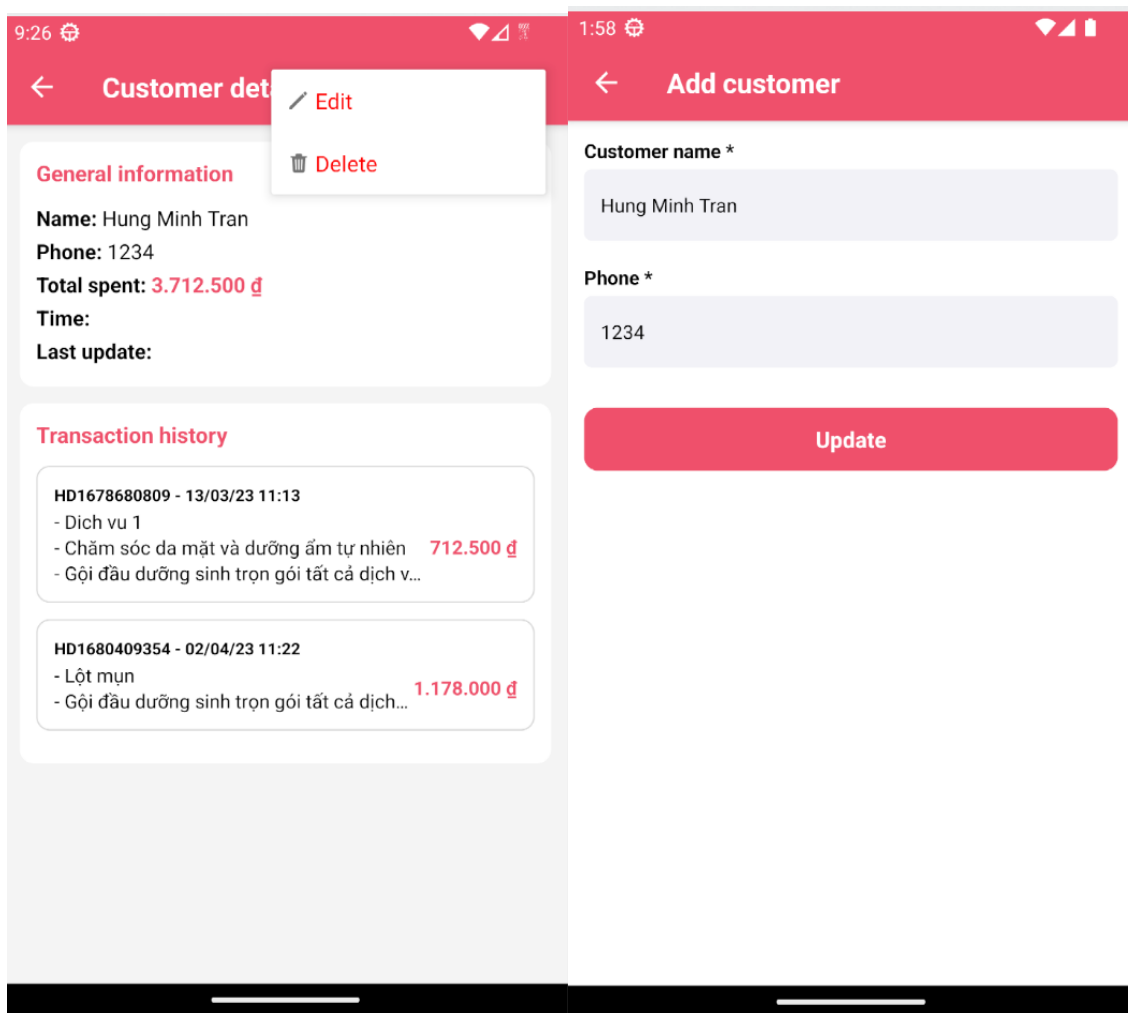 9:26
Customer det
Edit
Delete
General information
Name: Hung Minh Tran
Phone: 1234
Total spent: 3.712.500 ₫
Time:
Last update:
Transaction history
HD1678680809 - 13/03/23 11:13
- Dich vu 1
- Chăm sóc da mặt và dưỡng ẩm tự nhiên
- Gội đầu dưỡng sinh trọn gói tất cả dịch v...
712.500 ₫
HD1680409354 - 02/04/23 11:22
- Lột mụn
- Gội đầu dưỡng sinh trọn gói tất cả dịch...
1.178.000 ₫
1:58
Add customer
Customer name *
Hung Minh Tran
Phone *
1234
Update